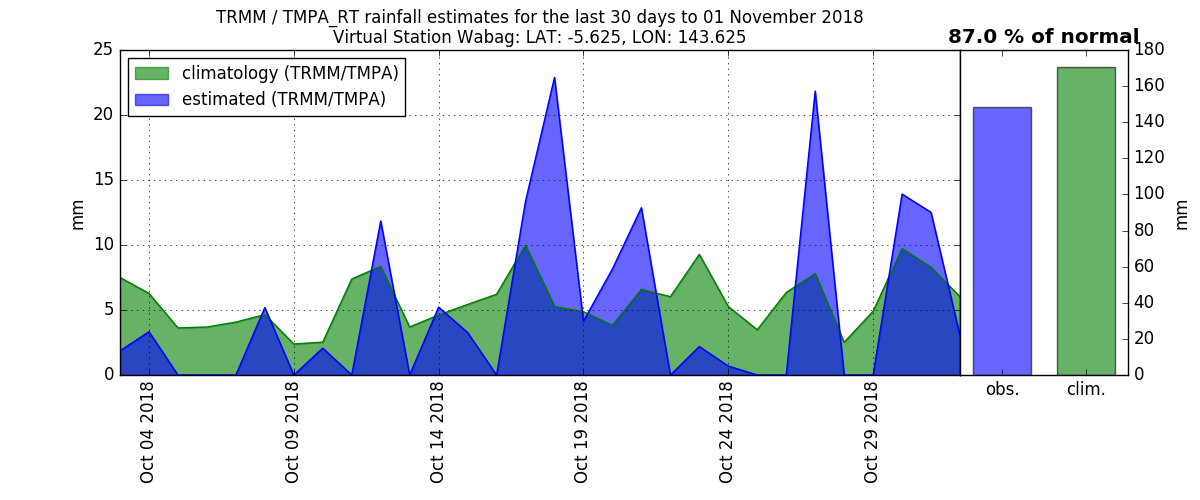 TRMM / TMPA_RT rainfall estimates for the last 30 days to 01 November 2018
Virtual Station Wabag: LAT: -5.625, LON: 143.625
87.0 % of normal
climatology (TRMM/TMPA)
estimated (TRMM/TMPA)
25
20
15
10
5
0
mm
Oct 04 2018
Oct 09 2018
Oct 14 2018
Oct 19 2018
Oct 24 2018
Oct 29 2018
obs.
clim.
180
160
140
120
100
80
60
40
20
0
mm